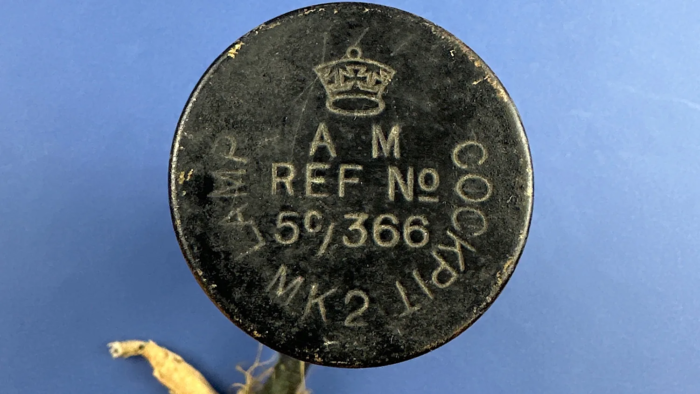 A M
REF Nº
5C/366
LAMP MK2 COCKPIT